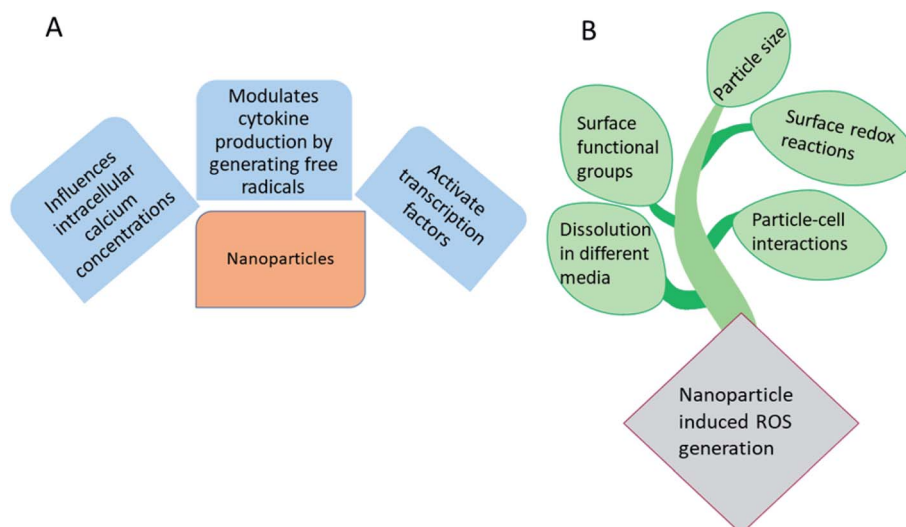 A
Influences
intracellular
calcium
concentrations
Modulates
cytokine
production by
generating free
radicals
Activate
transcription
factors
Nanoparticles
B
Particle size
Surface
functional
groups
Surface redox
reactions
Dissolution
in different
media
Particle-cell
interactions
Nanoparticle
induced ROS
generation